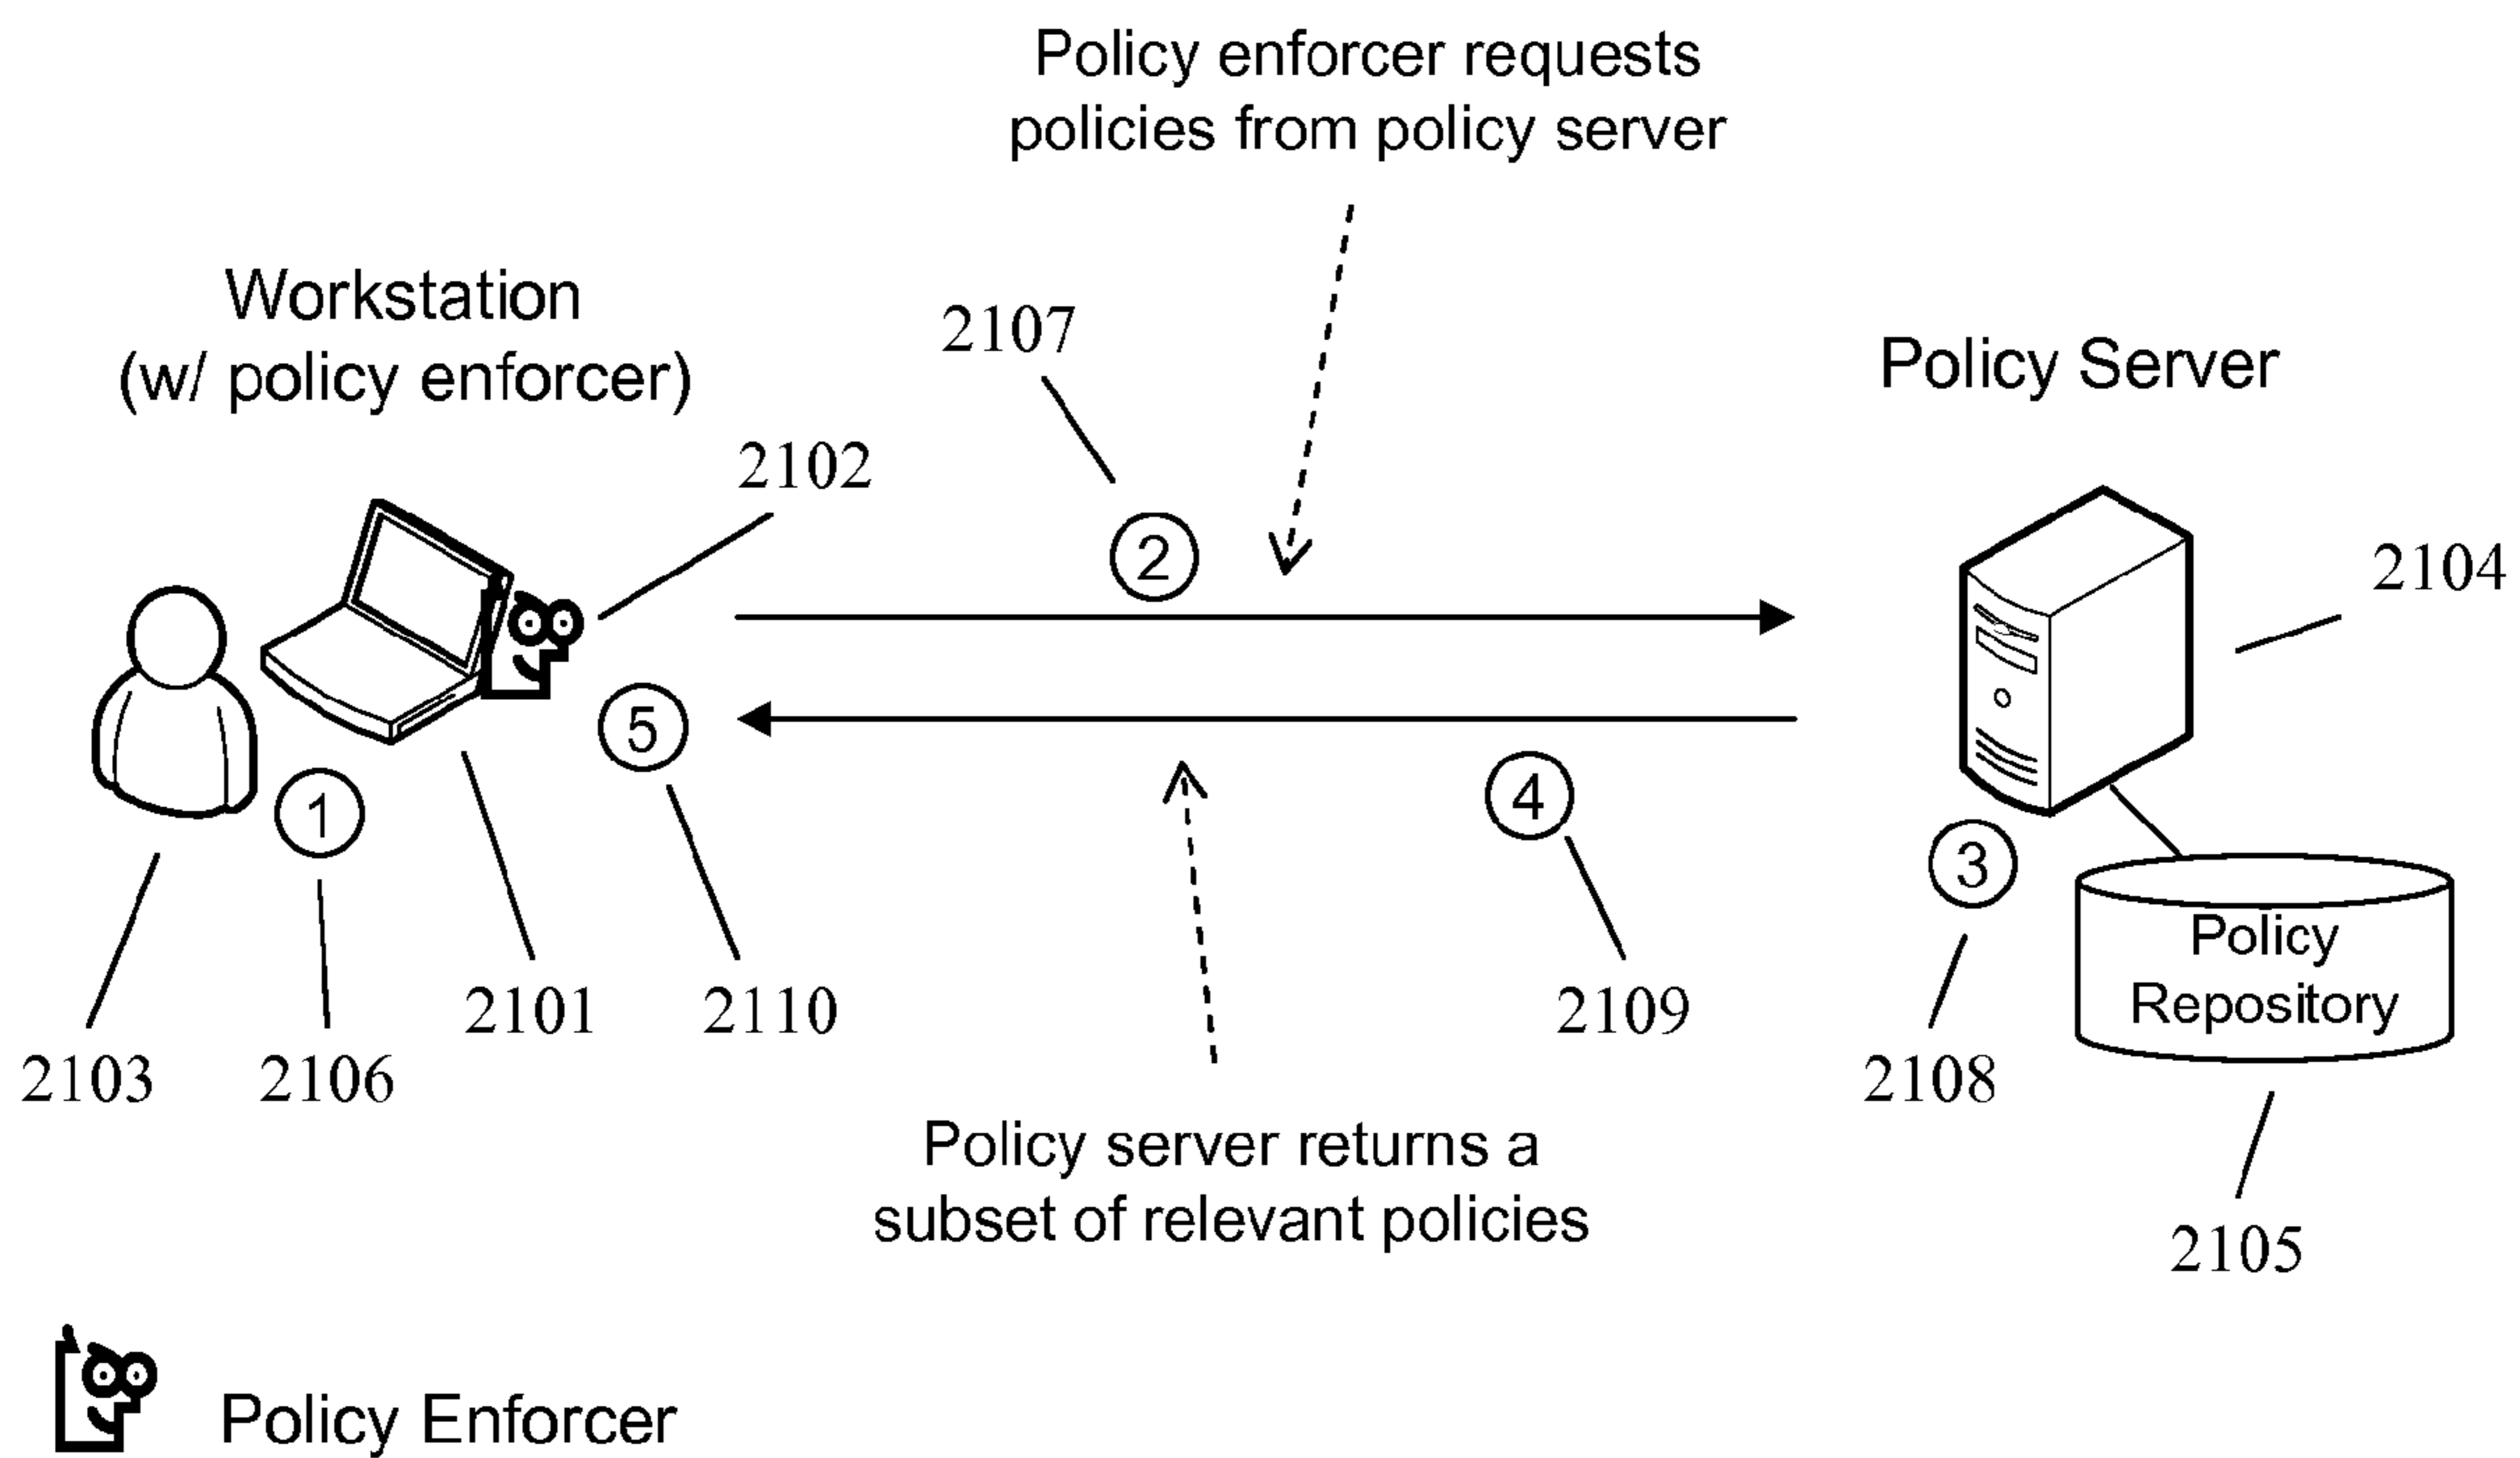 Policy enforcer requests
policies from policy server
Workstation
(w/ policy enforcer)
2107
Policy Server
2102
2
2104
5
4
1
3
Policy
Repository
2101
2110
2109
2103
2106
2108
Policy server returns a
subset of relevant policies
2105
Policy Enforcer